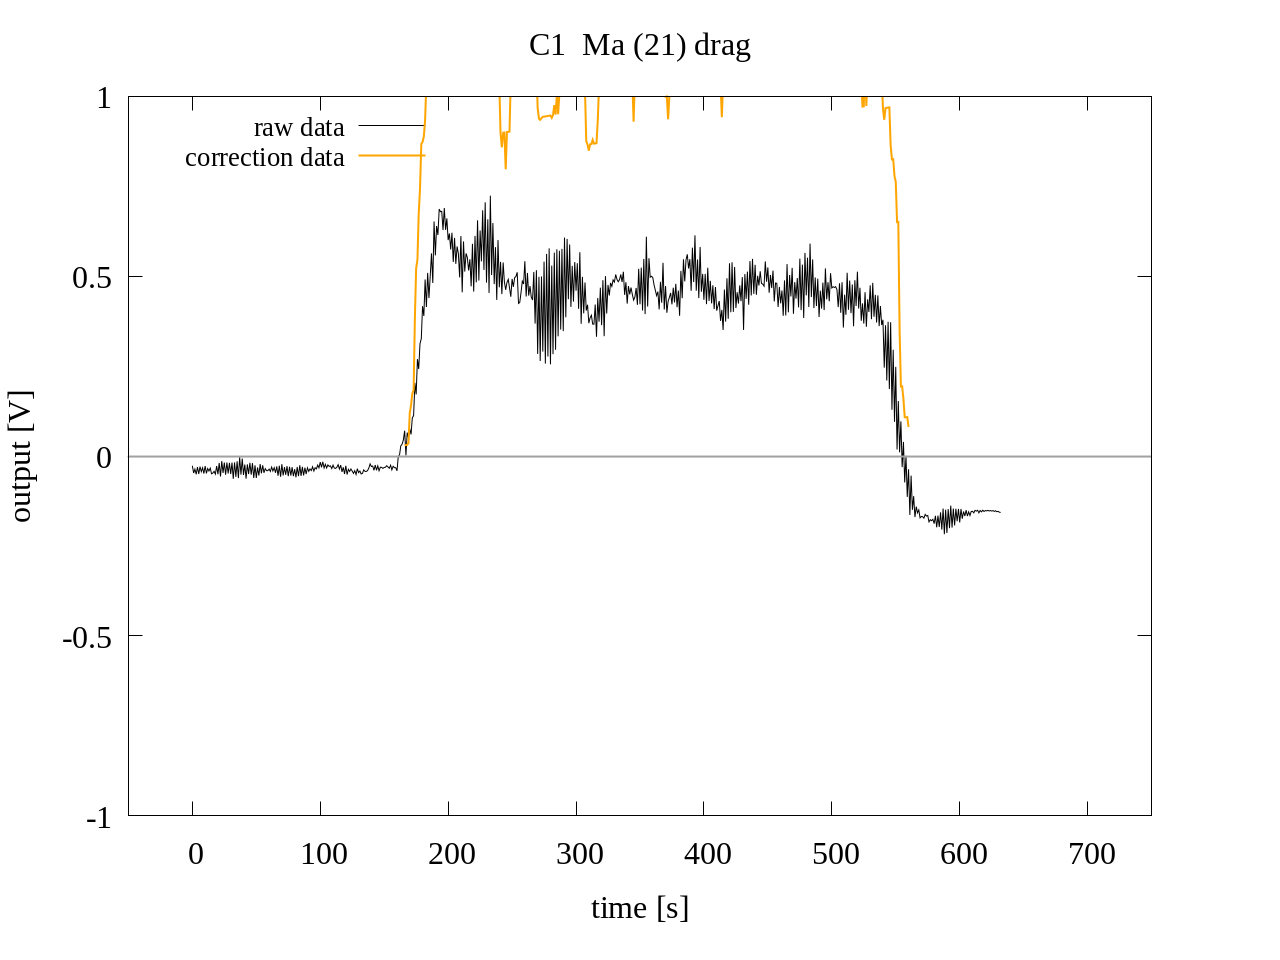 C1  Ma (21) drag
1
raw data
correction data
0.5
0
-0.5
-1
output [V]
0 100 200 300 400 500 600 700
time [s]